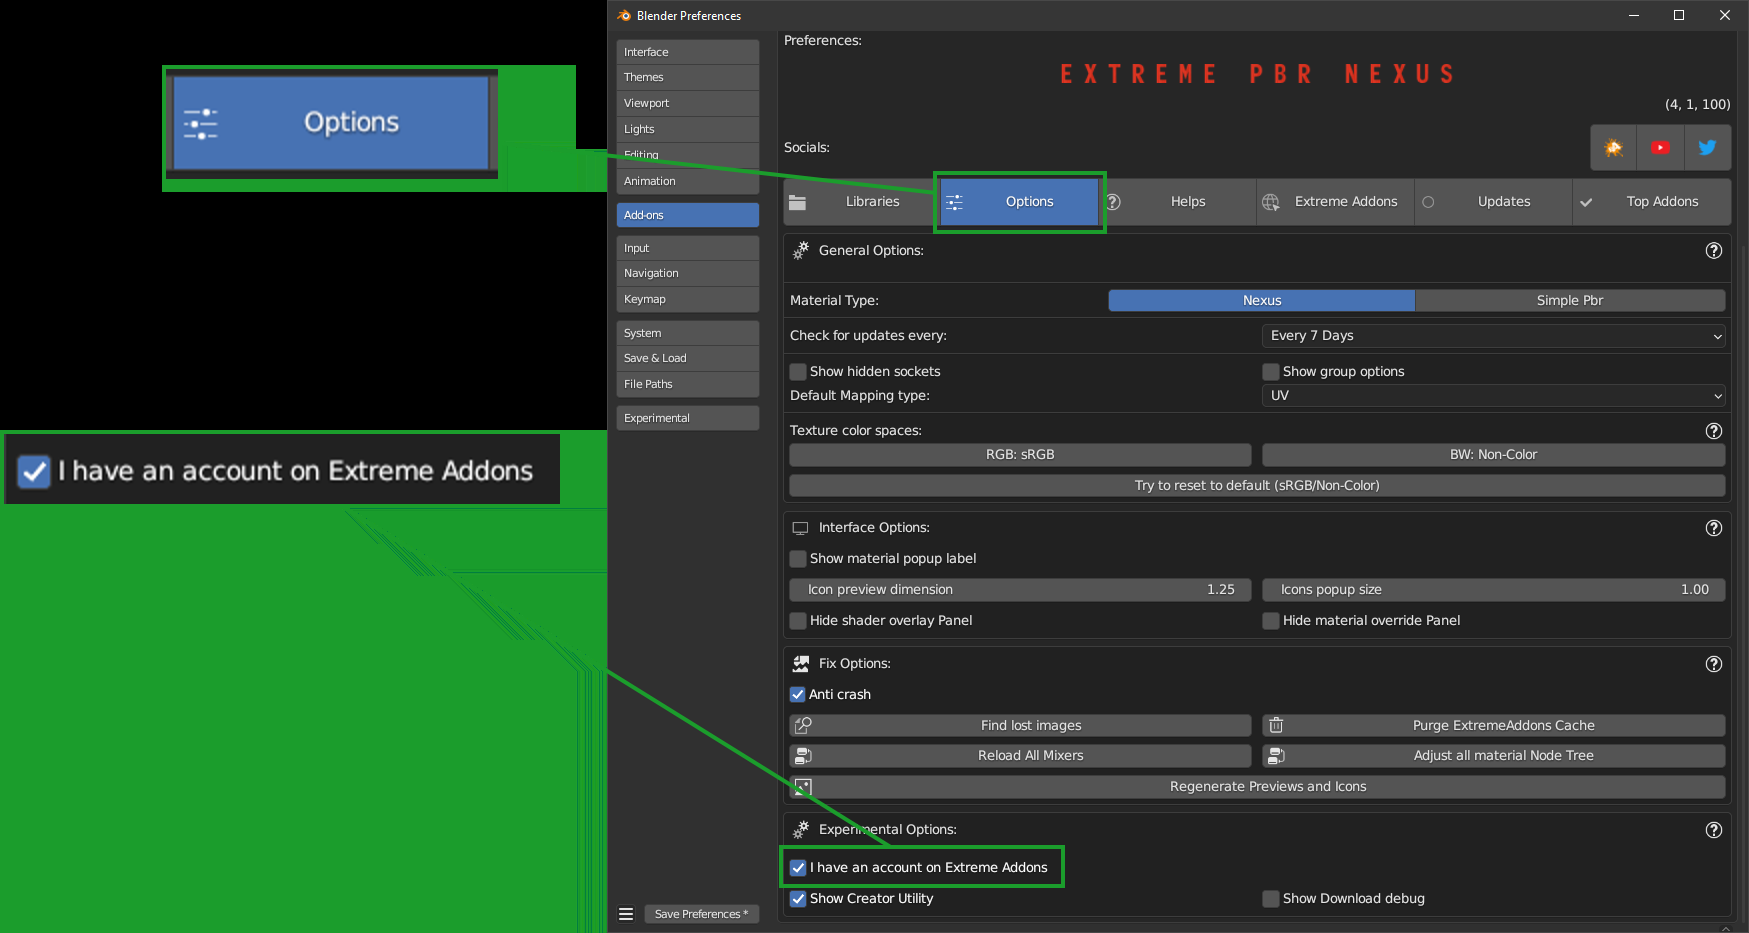 Blender Preferences
Options
I have an account on Extreme Addons
Interface
Themes
Viewport
Lights
Editing
Animation
Add-ons
Input
Navigation
Keymap
System
Save & Load
File Paths
Experimental
Save Preferences *
Preferences:
EXTREME PBR NEXUS
(4, 1, 100)
Socials:
Libraries Options Helps Extreme Addons Updates Top Addons
General Options:
Material Type: Nexus Simple Pbr
Check for updates every: Every 7 Days
Show hidden sockets Show group options
Default Mapping type: UV
Texture color spaces:
RGB: sRGB BW: Non-Color
Try to reset to default (sRGB/Non-Color)
Interface Options:
Show material popup label
Icon preview dimension 1.25 Icons popup size 1.00
Hide shader overlay Panel Hide material override Panel
Fix Options:
Anti crash
Find lost images Purge ExtremeAddons Cache
Reload All Mixers Adjust all material Node Tree
Regenerate Previews and Icons
Experimental Options:
I have an account on Extreme Addons
Show Creator Utility Show Download debug